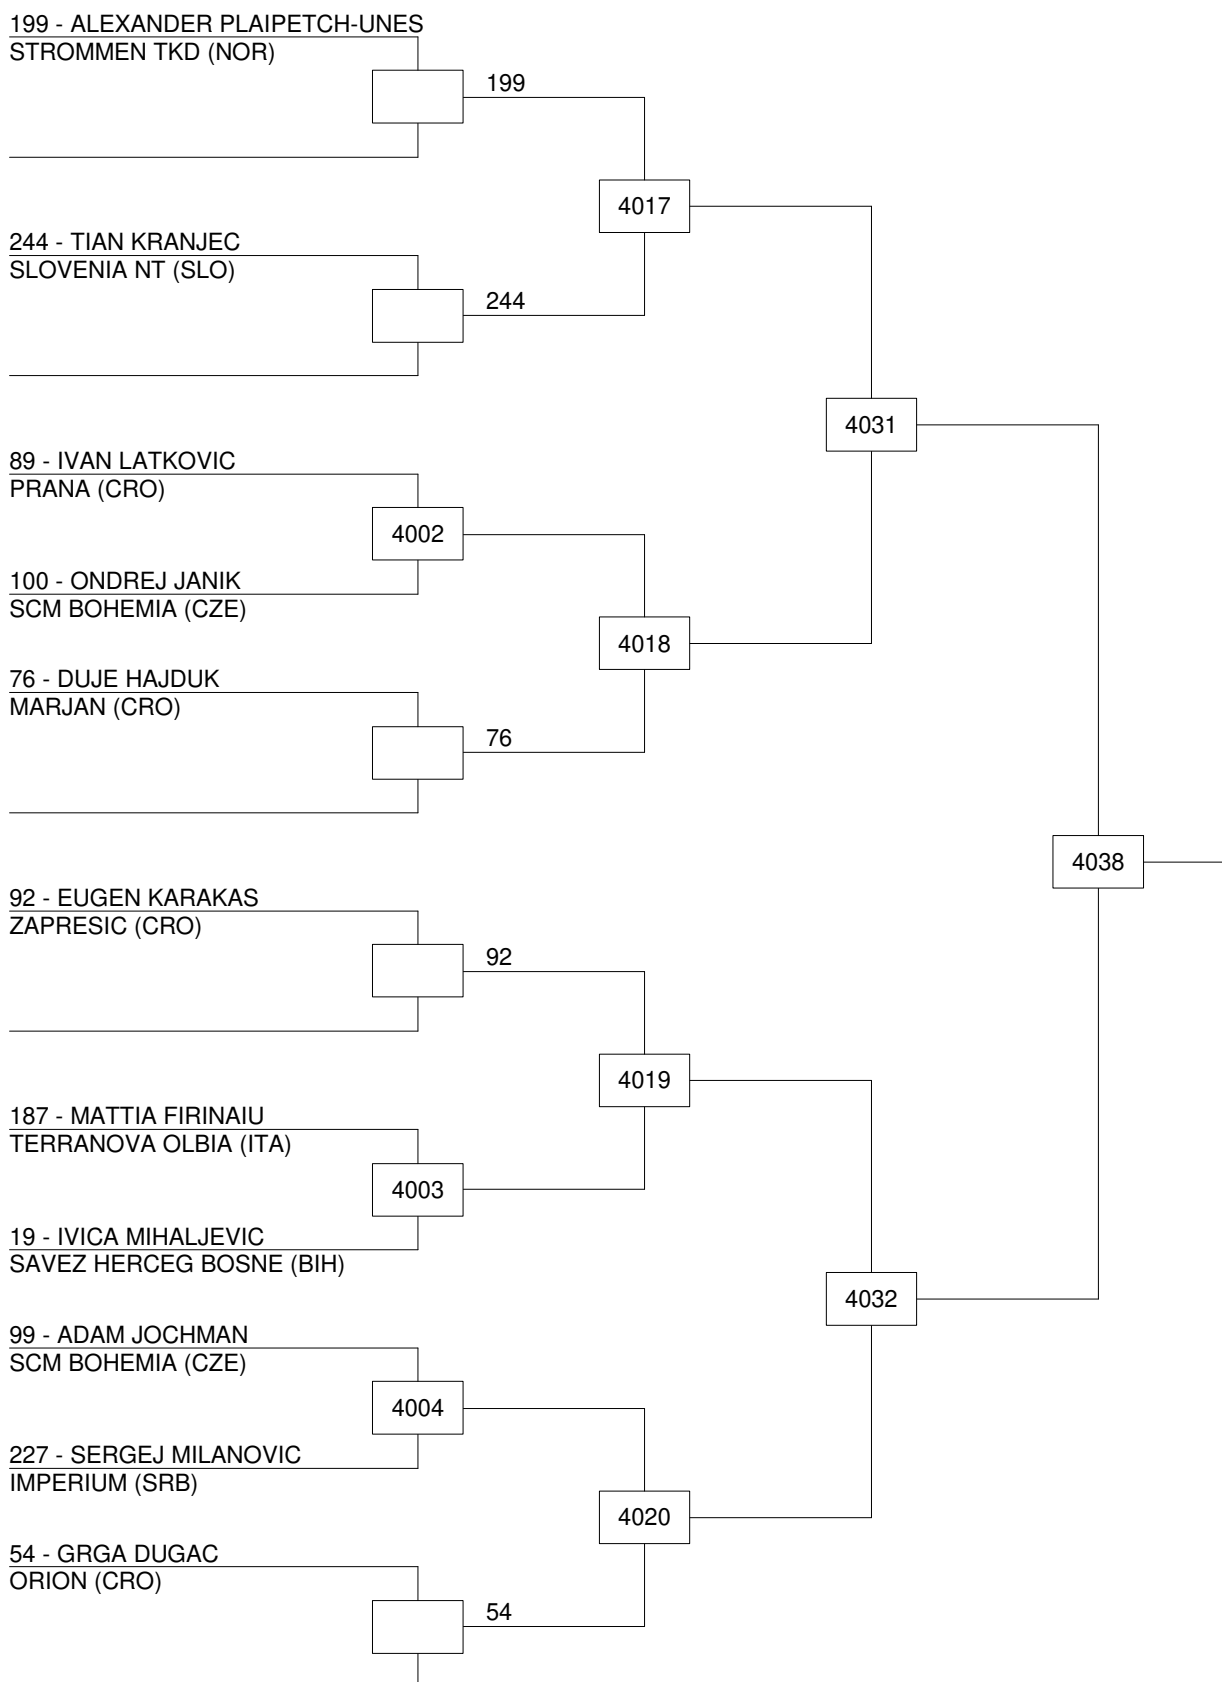 199 - ALEXANDER PLAIPETCH-UNES
STROMMEN TKD (NOR)
199
4017
244 - TIAN KRANJEC
SLOVENIA NT (SLO)
244
4031
89 - IVAN LATKOVIC
PRANA (CRO)
4002
100 - ONDREJ JANIK
SCM BOHEMIA (CZE)
4018
76 - DUJE HAJDUK
MARJAN (CRO)
76
4038
92 - EUGEN KARAKAS
ZAPRESIC (CRO)
92
4019
187 - MATTIA FIRINAIU
TERRANOVA OLBIA (ITA)
4003
19 - IVICA MIHALJEVIC
SAVEZ HERCEG BOSNE (BIH)
4032
99 - ADAM JOCHMAN
SCM BOHEMIA (CZE)
4004
227 - SERGEJ MILANOVIC
IMPERIUM (SRB)
4020
54 - GRGA DUGAC
ORION (CRO)
54